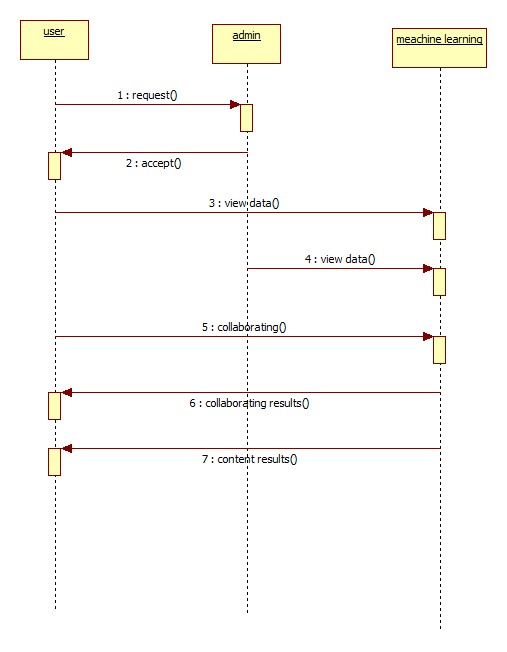 user
admin
meachine learning
1 : request()
2 : accept()
3 : view data()
4 : view data()
5 : collaborating()
6 : collaborating results()
7 : content results()